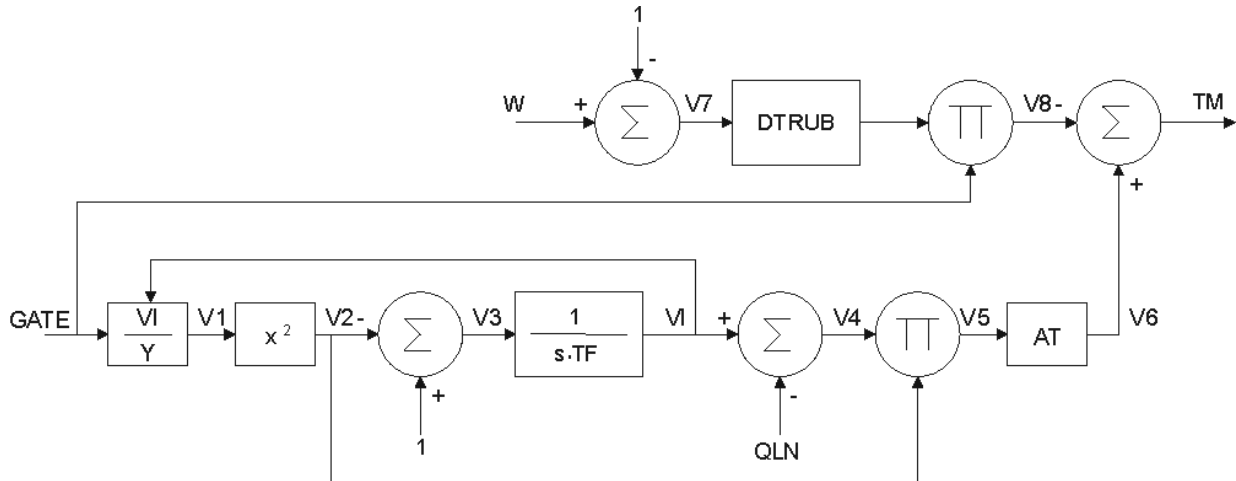 1
-
W
+
Σ
V7
DTRUB
∏
V8-
Σ
TM
+
GATE
VI
Y
V1
x²
V2-
Σ
+
1
V3
1
s.TF
VI
+
Σ
-
QLN
V4
∏
V5
AT
V6